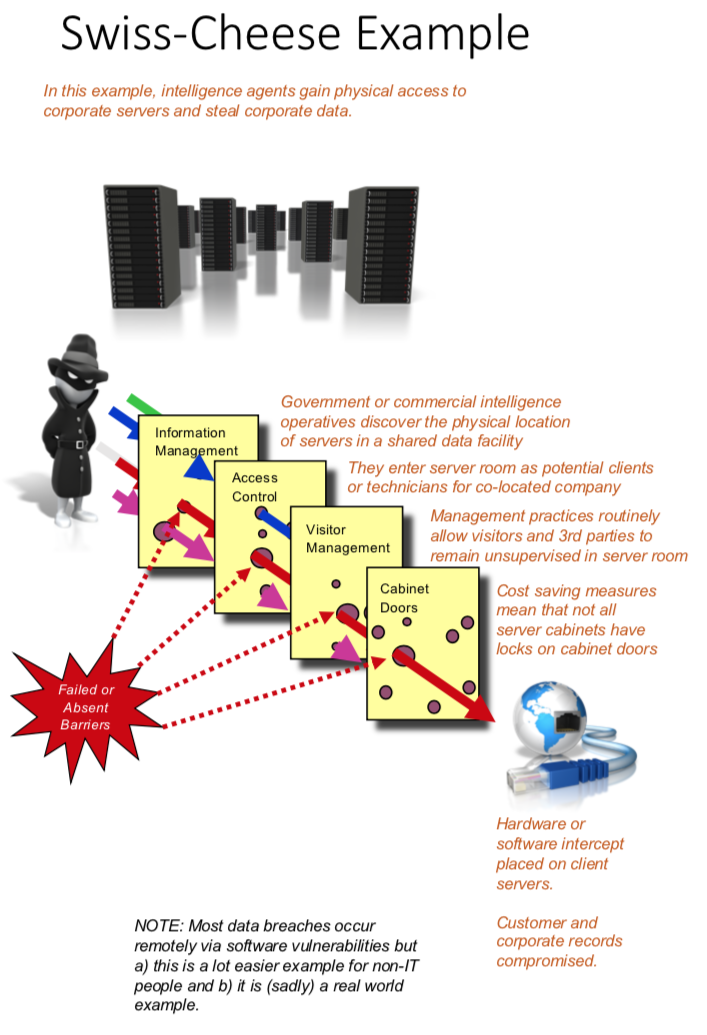 Swiss-Cheese Example
In this example, intelligence agents gain physical access to
corporate servers and steal corporate data.
Information
Management
Government or commercial intelligence
operatives discover the physical location
of servers in a shared data facility
Access
Control
They enter server room as potential clients
or technicians for co-located company
Visitor
Management
Management practices routinely
allow visitors and 3rd parties to
remain unsupervised in server room
Cabinet
Doors
Cost saving measures
mean that not all
server cabinets have
locks on cabinet doors
Failed or
Absent
Barriers
Hardware or
software intercept
placed on client
servers.
Customer and
corporate records
compromised.
NOTE: Most data breaches occur
remotely via software vulnerabilities but
a) this is a lot easier example for non-IT
people and b) it is (sadly) a real world
example.